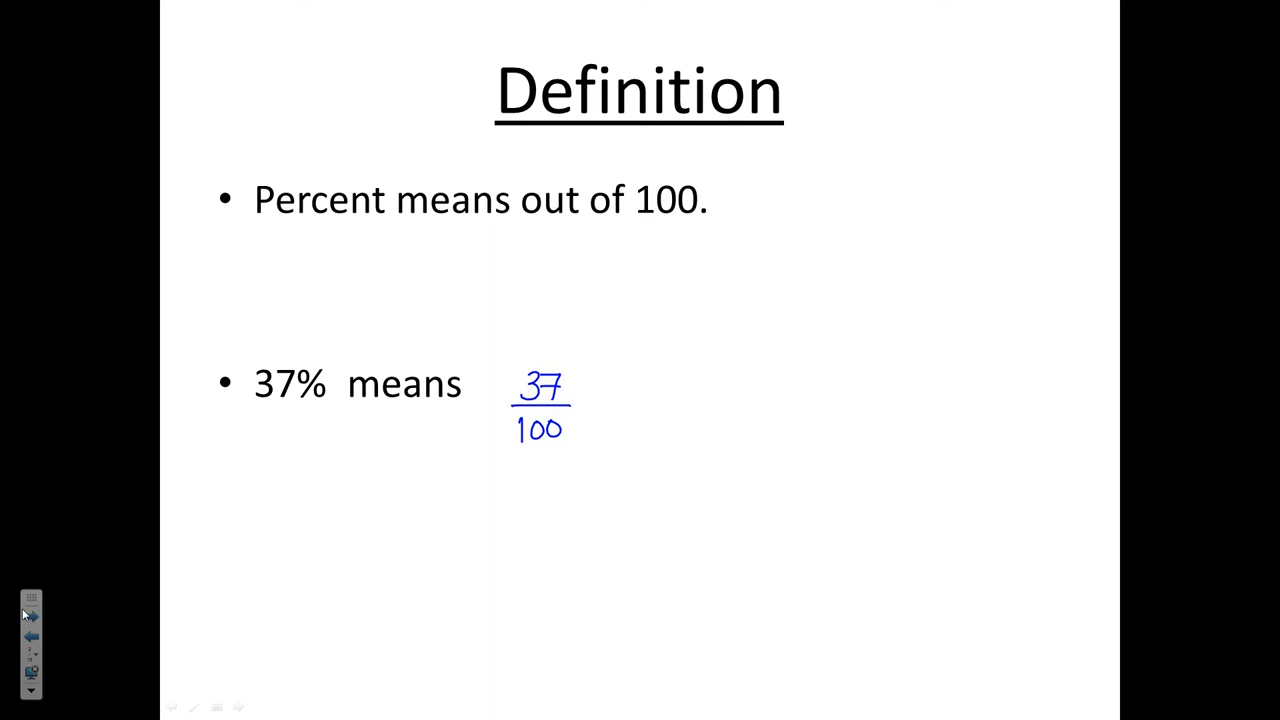 Definition
• Percent means out of 100.
• 37% means 37
100